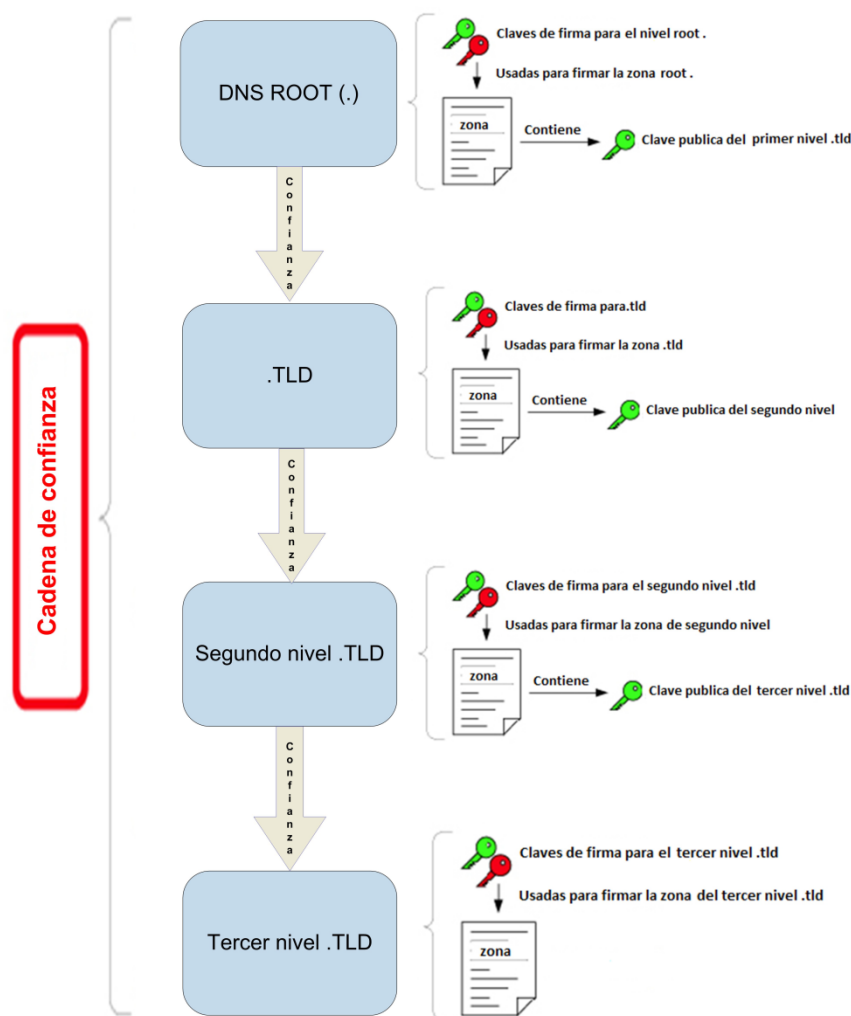 Cadena de confianza
DNS ROOT (.)
Claves de firma para el nivel root .
Usadas para firmar la zona root .
zona
Contiene
Clave publica del primer nivel .tld
Confianza
.TLD
Claves de firma para.tld
Usadas para firmar la zona .tld
zona
Contiene
Clave publica del segundo nivel
Confianza
Segundo nivel .TLD
Claves de firma para el segundo nivel .tld
Usadas para firmar la zona de segundo nivel
zona
Contiene
Clave publica del tercer nivel .tld
Confianza
Tercer nivel .TLD
Claves de firma para el tercer nivel .tld
Usadas para firmar la zona del tercer nivel .tld
zona